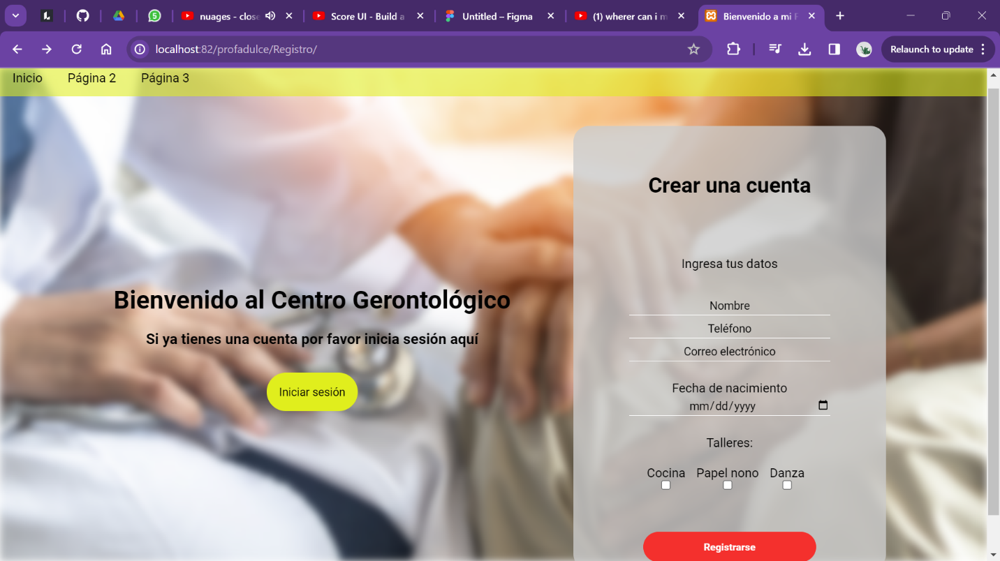 nuages - close
Score UI - Build a
Untitled – Figma
(1) wherer can i m
Bienvenido a mi P
localhost:82/profadulce/Registro/
Relaunch to update
Inicio
Página 2
Página 3
Bienvenido al Centro Gerontológico
Si ya tienes una cuenta por favor inicia sesión aquí
Iniciar sesión
Crear una cuenta
Ingresa tus datos
Nombre
Teléfono
Correo electrónico
Fecha de nacimiento
mm/dd/yyyy
Talleres:
Cocina Papel nono Danza
Registrarse